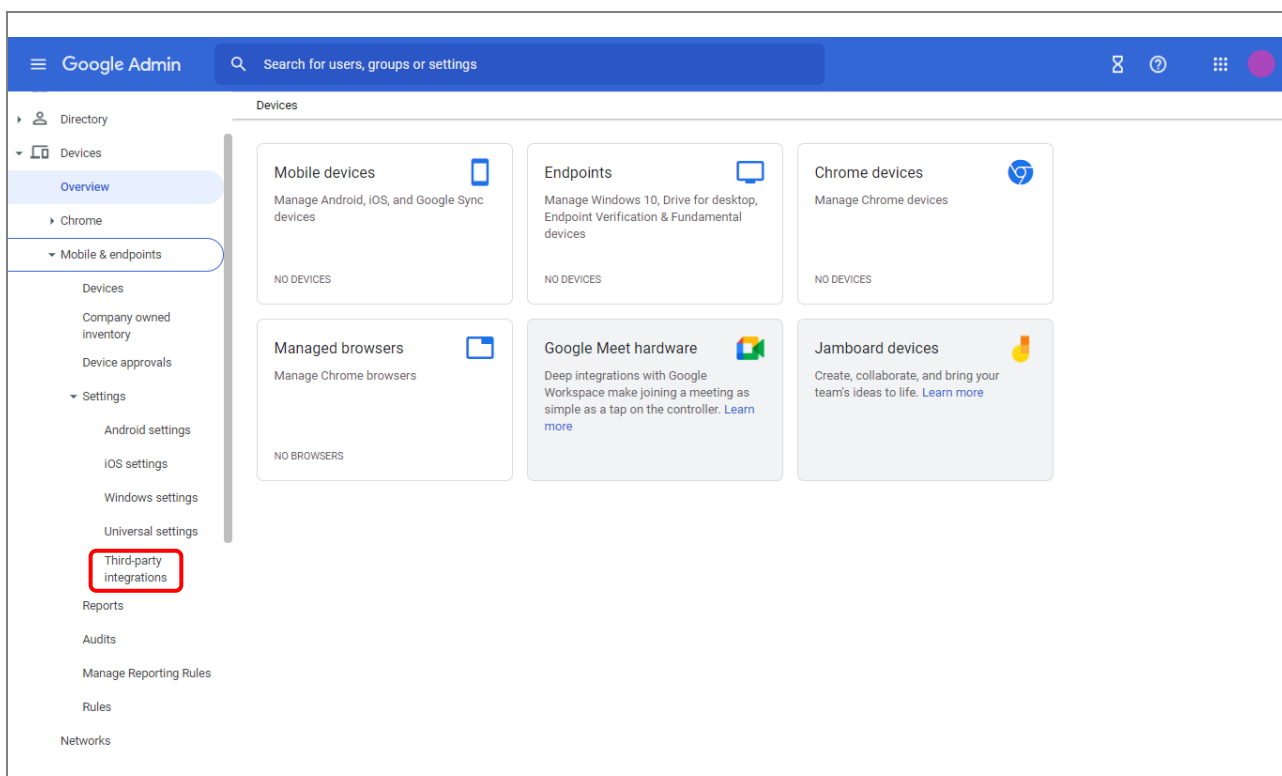 Google Admin
Search for users, groups or settings
Directory
Devices
Overview
Chrome
Mobile & endpoints
Devices
Company owned
inventory
Device approvals
Settings
Android settings
iOS settings
Windows settings
Universal settings
Third-party
integrations
Reports
Audits
Manage Reporting Rules
Rules
Networks
Devices
Mobile devices
Manage Android, iOS, and Google Sync
devices
NO DEVICES
Endpoints
Manage Windows 10, Drive for desktop,
Endpoint Verification & Fundamental
devices
NO DEVICES
Chrome devices
Manage Chrome devices
NO DEVICES
Managed browsers
Manage Chrome browsers
NO BROWSERS
Google Meet hardware
Deep integrations with Google
Workspace make joining a meeting as
simple as a tap on the controller. Learn
more
Jamboard devices
Create, collaborate, and bring your
team's ideas to life. Learn more